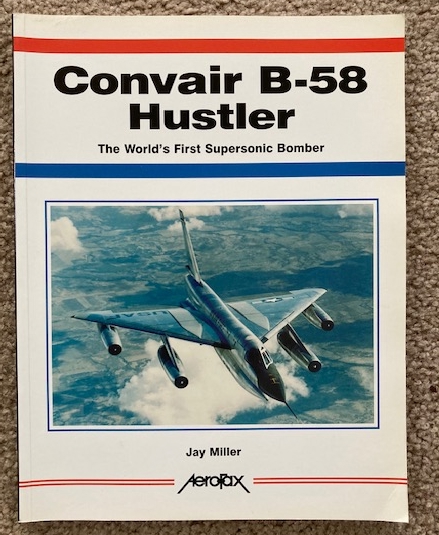 Convair B-58
Hustler
The World's First Supersonic Bomber
Jay Miller
Aerofax